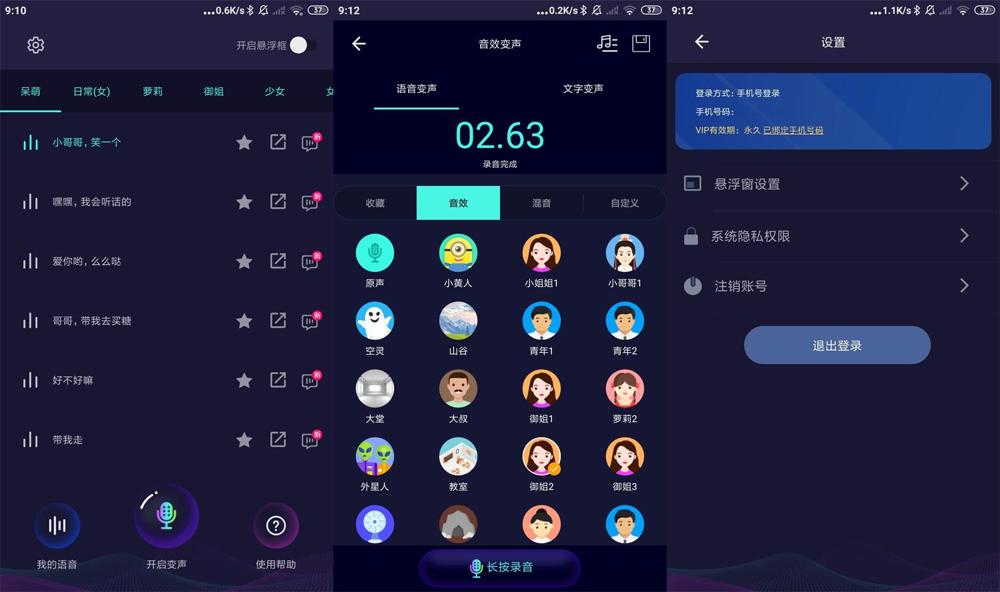 9:10
...0.6K/s 37
开启悬浮框
呆萌 日常(女) 萝莉 御姐 少女 女
小哥哥，笑一个
新
嘿嘿，我会听话的
新
爱你哟，么么哒
新
哥哥，带我去买糖
新
好不好嘛
新
带我走
新
我的语音 开启变声 使用帮助
9:12
...0.2K/s 37
音效变声
语音变声 文字变声
02.63
录音完成
收藏 音效 混音 自定义
原声 小黄人 小姐姐1 小哥哥1
空灵 山谷 青年1 青年2
大堂 大叔 御姐1 萝莉2
外星人 教室 御姐2 御姐3
长按录音
9:12
...1.1K/s 37
设置
登录方式：手机号登录
手机号码：
VIP有效期：永久 已绑定手机号码
悬浮窗设置
系统隐私权限
注销账号
退出登录